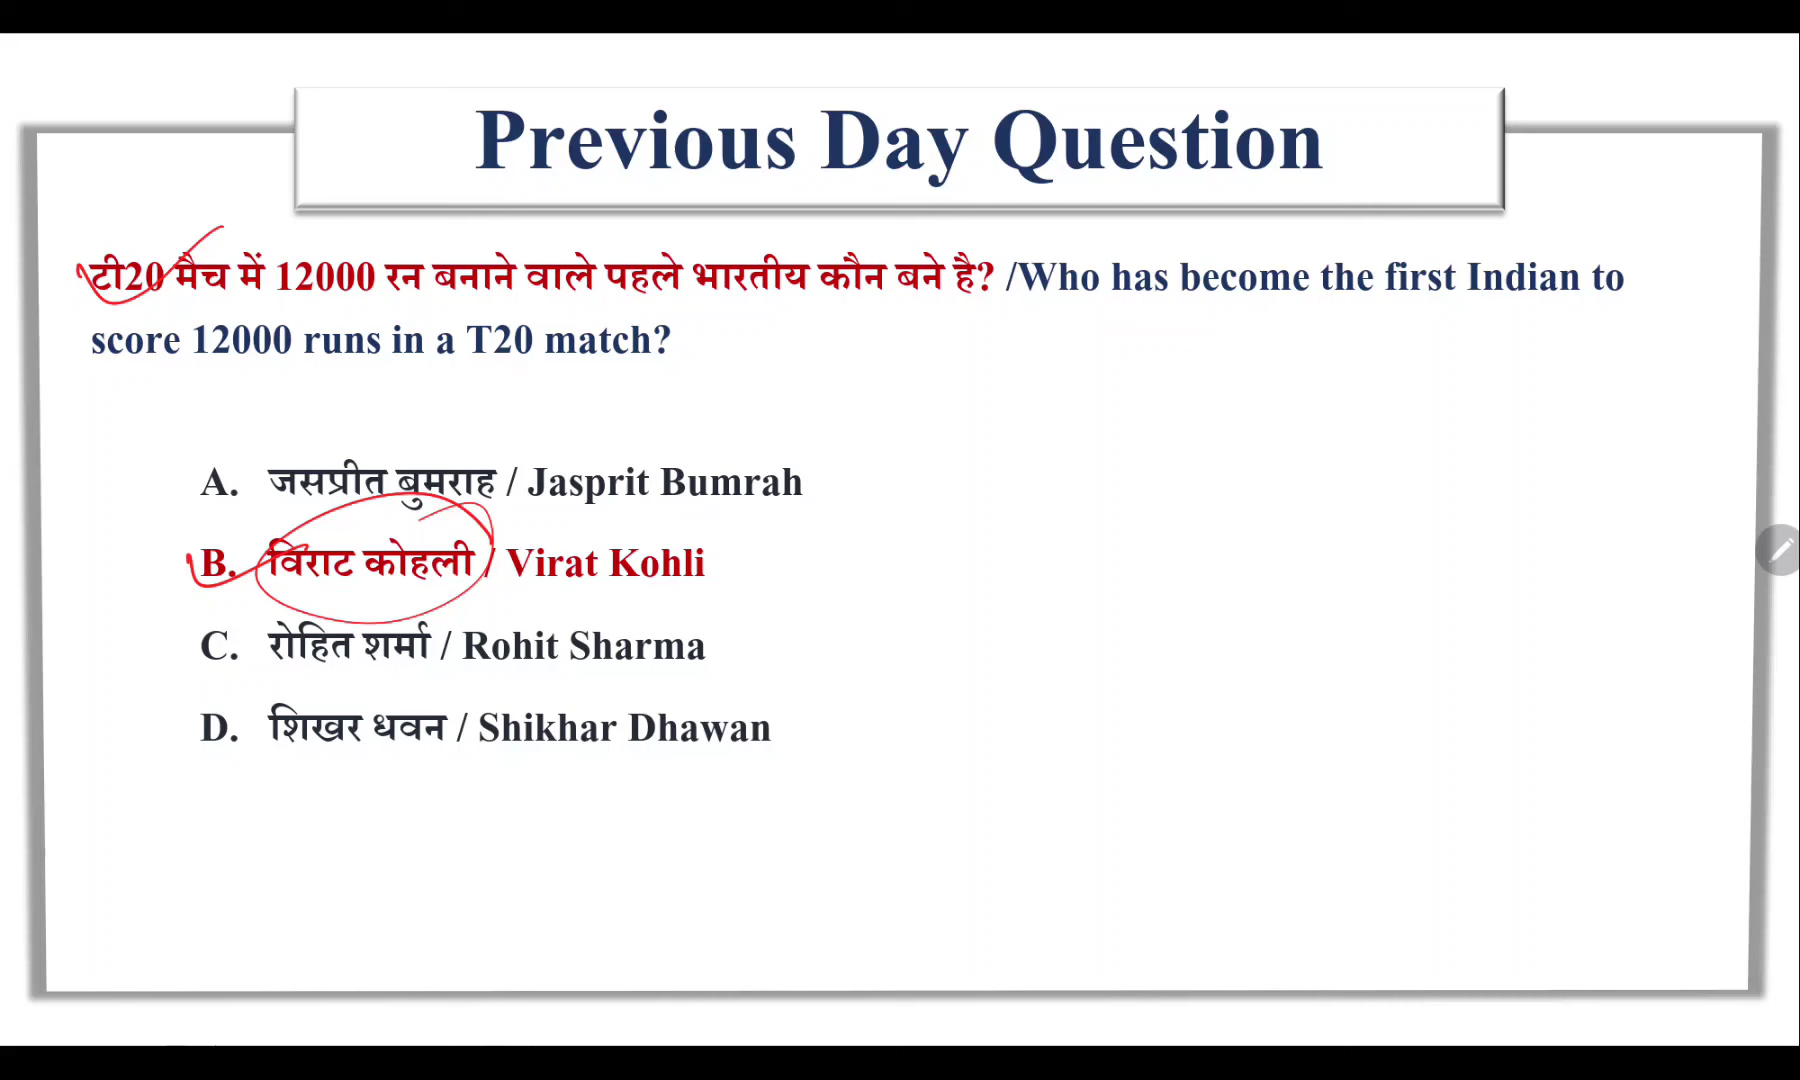 Previous Day Question
टी20 मैच में 12000 रन बनाने वाले पहले भारतीय कौन बने है? /Who has become the first Indian to
score 12000 runs in a T20 match?
A. जसप्रीत बुमराह / Jasprit Bumrah
B. विराट कोहली / Virat Kohli
C. रोहित शर्मा / Rohit Sharma
D. शिखर धवन / Shikhar Dhawan